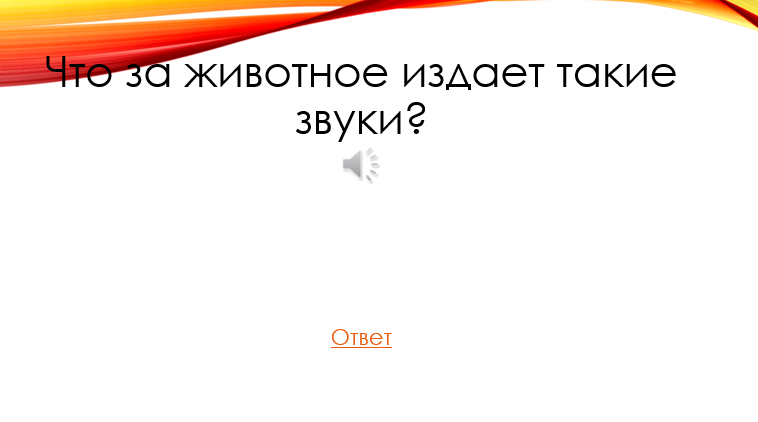 Что за животное издает такие
звуки?
Ответ